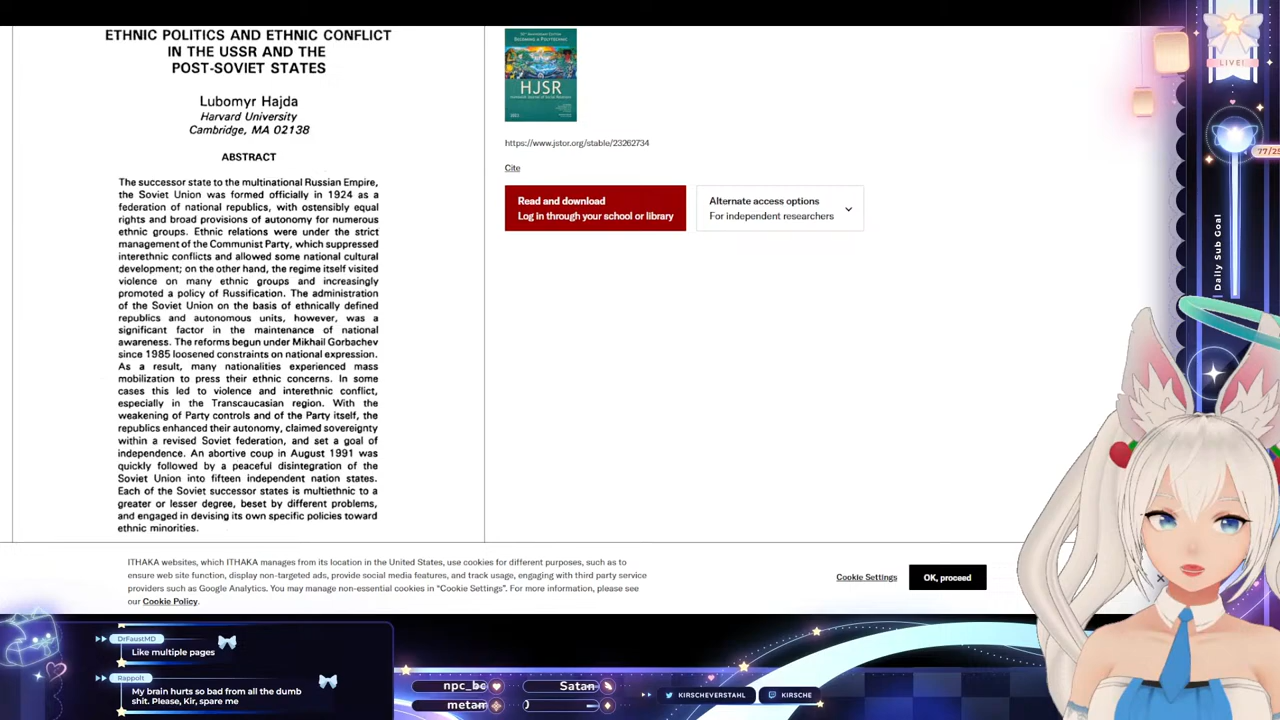 ETHNIC POLITICS AND ETHNIC CONFLICT
IN THE USSR AND THE
POST-SOVIET STATES
Lubomyr Hajda
Harvard University
Cambridge, MA 02138
ABSTRACT
The successor state to the multinational Russian Empire,
the Soviet Union was formed officially in 1924 as a
federation of national republics, with ostensibly equal
rights and broad provisions of autonomy for numerous
ethnic groups. Ethnic relations were under the strict
management of the Communist Party, which suppressed
interethnic conflicts and allowed some national cultural
development; on the other hand, the regime itself visited
violence on many ethnic groups and increasingly
promoted a policy of Russification. The administration
of the Soviet Union on the basis of ethnically defined
republics and autonomous units, however, was a
significant factor in the maintenance of national
awareness. The reforms begun under Mikhail Gorbachev
since 1985 loosened constraints on national expression.
As a result, many nationalities experienced mass
mobilization to press their ethnic concerns. In some
cases this led to violence and interethnic conflict,
especially in the Transcaucasian region. With the
weakening of Party controls and of the Party itself, the
republics enhanced their autonomy, claimed sovereignty
within a revised Soviet federation, and set a goal of
independence. An abortive coup in August 1991 was
quickly followed by a peaceful disintegration of the
Soviet Union into fifteen independent nation states.
Each of the Soviet successor states is multiethnic to a
greater or lesser degree, beset by different problems,
and engaged in devising its own specific policies toward
ethnic minorities.
HJSR
https://www.jstor.org/stable/23262734
Cite
Read and download
Log in through your school or library
Alternate access options
For independent researchers
LIVE!
77/25
Daily Sub Goal
ITHAKA websites, which ITHAKA manages from its location in the United States, use cookies for different purposes, such as to
ensure web site function, display non-targeted ads, provide social media features, and track usage, engaging with third party service
providers such as Google Analytics. You may manage non-essential cookies in "Cookie Settings". For more information, please see
our Cookie Policy.
Cookie Settings
OK, proceed
DrFaustMD
Like multiple pages
Rappolt
My brain hurts so bad from all the dumb
shit. Please, Kir, spare me
npc_bo
Satan
metam
KIRSCHEVERSTAHL
KIRSCHE